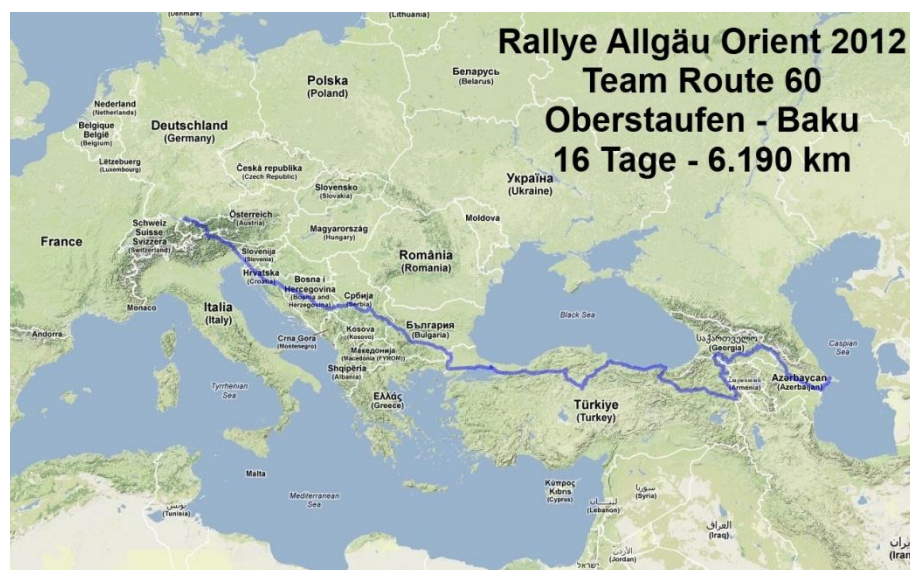 Rallye Allgäu Orient 2012
Team Route 60
Oberstaufen - Baku
16 Tage - 6.190 km
(Lithuania)
Беларусь
(Belarus)
Polska
(Poland)
Nederland
(Netherlands)
Deutschland
(Germany)
Belgique
België
(Belgium)
Lëtzebuerg
(Luxembourg)
Česká republika
(Czech Republic)
Україна
(Ukraine)
Slovensko
(Slovakia)
Österreich
(Austria)
Moldova
Schweiz
Suisse
Svizzera
(Switzerland)
Magyarország
(Hungary)
France
Slovenija
(Slovenia)
România
(Romania)
Hrvatska
(Croatia)
Bosna i
Hercegovina
(Bosnia and
Herzegovina)
Србија
(Serbia)
Monaco
Italia
(Italy)
Andorra
Crna Gora
(Montenegro)
Kosova
(Kosovo)
България
(Bulgaria)
Black Sea
საქართველო
(Georgia)
Caspian
Sea
Македонија
(Macedonia (FYROM))
Shqipëria
(Albania)
Azərbaycan
(Azerbaijan)
(Armenia)
Tyrrhenian
Sea
Ελλάς
(Greece)
Türkiye
(Turkey)
Malta
Mediterranean
Sea
Κύπρος
Kıbrıs
(Cyprus)
سوريا
(Syria)
تونس
(Tunisia)
لبنان
(Lebanon)
العراق
(Iraq)
الأردن
(Jordan)
ישראל
ایران
(Iran